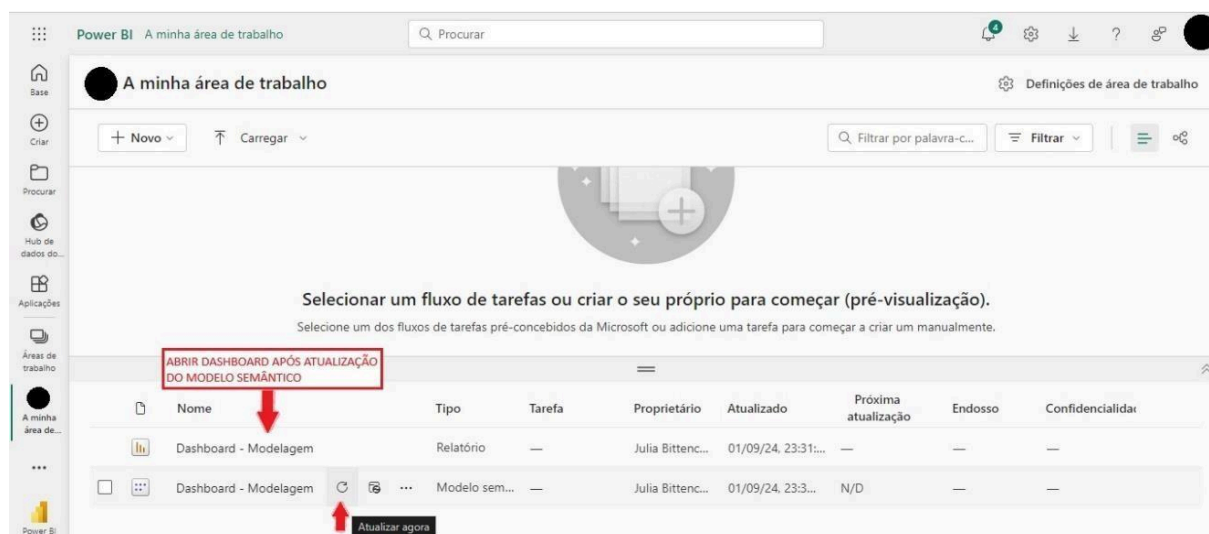 Power BI A minha área de trabalho
Procurar
4
?
Base
A minha área de trabalho
Definições de área de trabalho
Criar
+ Novo
Carregar
Filtrar por palavra-c...
Filtrar
Procurar
Hub de
dados do...
Aplicações
Selecionar um fluxo de tarefas ou criar o seu próprio para começar (pré-visualização).
Selecione um dos fluxos de tarefas pré-concebidos da Microsoft ou adicione uma tarefa para começar a criar um manualmente.
Áreas de
trabalho
ABRIR DASHBOARD APÓS ATUALIZAÇÃO
DO MODELO SEMÂNTICO
A minha
área de...
Nome Tipo Tarefa Proprietário Atualizado Próxima atualização Endosso Confidencialidac
Dashboard - Modelagem Relatório — Julia Bittenc... 01/09/24, 23:31:... — — —
Dashboard - Modelagem ... Modelo sem... — Julia Bittenc... 01/09/24, 23:3... N/D — —
Atualizar agora
...
Power BI